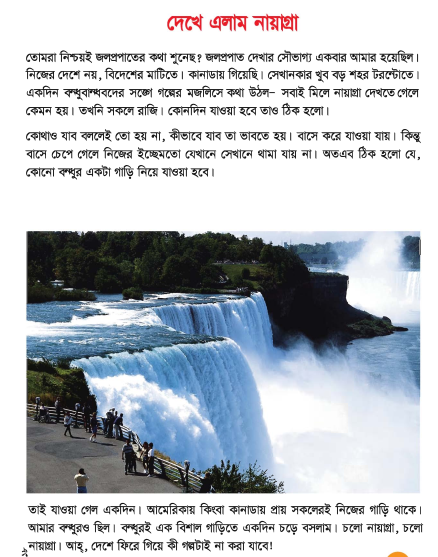 দেখে এলাম নায়াগ্রা
তোমরা নিশ্চয়ই জলপ্রপাতের কথা শুনেছ? জলপ্রপাত দেখার সৌভাগ্য একবার আমার হয়েছিল।
নিজের দেশে নয়, বিদেশের মাটিতে। কানাডায় গিয়েছি। সেখানকার খুব বড় শহর টরন্টোতে।
একদিন বন্ধুবান্ধবদের সঙ্গে গল্পের মজলিসে কথা উঠল– সবাই মিলে নায়াগ্রা দেখতে গেলে
কেমন হয়। তখনি সকলে রাজি। কোনদিন যাওয়া হবে তাও ঠিক হলো।
কোথাও যাব বললেই তো হয় না, কীভাবে যাব তা ভাবতে হয়। বাসে করে যাওয়া যায়। কিন্তু
বাসে চেপে গেলে নিজের ইচ্ছেমতো যেখানে সেখানে থামা যায় না। অতএব ঠিক হলো যে,
কোনো বন্ধুর একটা গাড়ি নিয়ে যাওয়া হবে।
তাই যাওয়া গেল একদিন। আমেরিকায় কিংবা কানাডায় প্রায় সকলেরই নিজের গাড়ি থাকে।
আমার বন্ধুরও ছিল। বন্ধুরই এক বিশাল গাড়িতে একদিন চড়ে বসলাম। চলো নায়াগ্রা, চলো
নায়াগ্রা। আহ্, দেশে ফিরে গিয়ে কী গল্পটাই না করা যাবে!